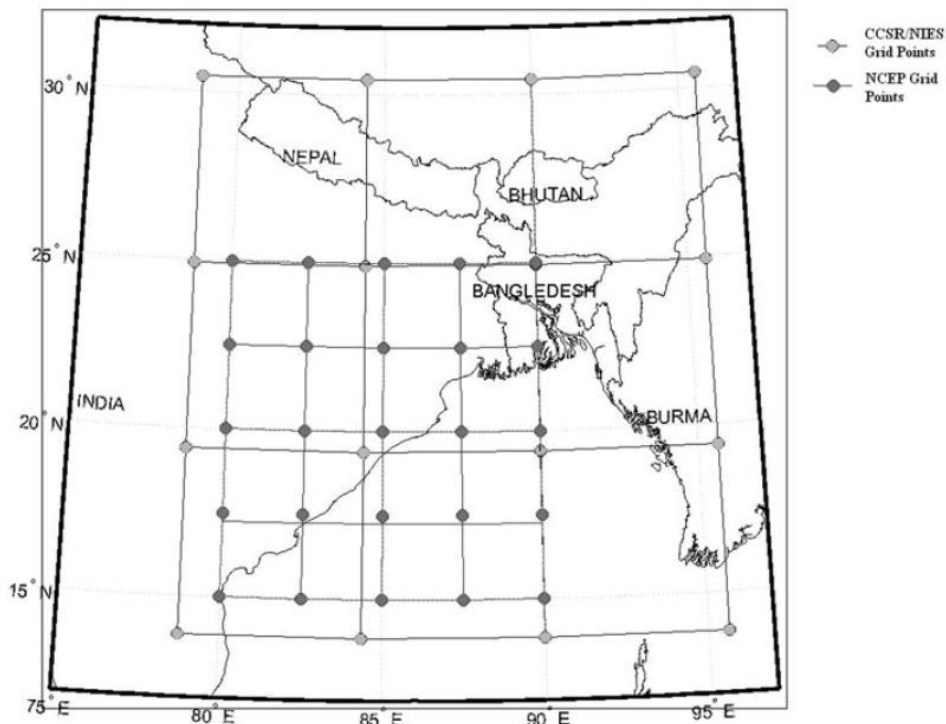 CCSR/NIES
Grid Points
NCEP Grid
Points
30° N
25° N
20° N
15° N
75° E
80° E
85° E
90° E
95° E
NEPAL
BHUTAN
BANGLADESH
INDIA
BURMA